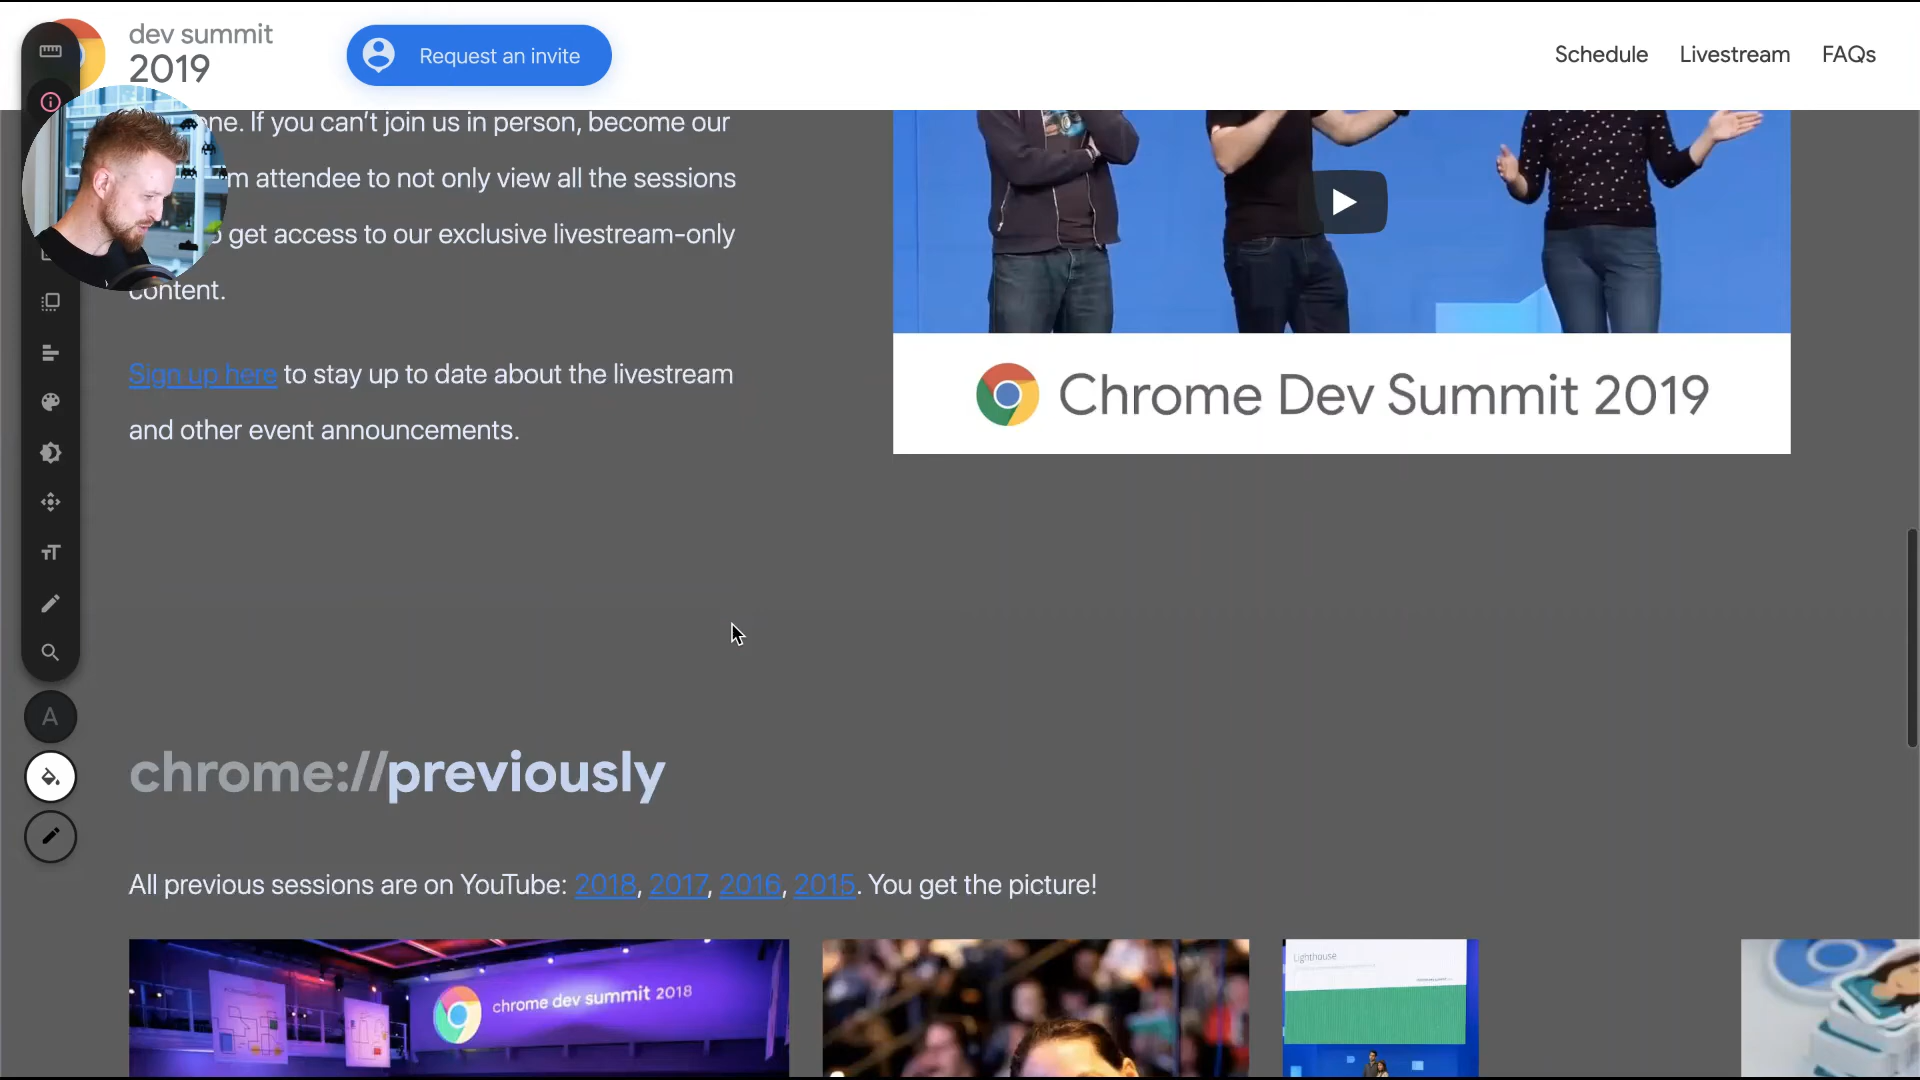 dev summit
2019
Request an invite
Schedule
Livestream
FAQs
one. If you can't join us in person, become our
attendee to not only view all the sessions
get access to our exclusive livestream-only
content.
Sign up here to stay up to date about the livestream
and other event announcements.
Chrome Dev Summit 2019
A
chrome://previously
All previous sessions are on YouTube: 2018, 2017, 2016, 2015. You get the picture!
chrome dev summit 2018
Lighthouse